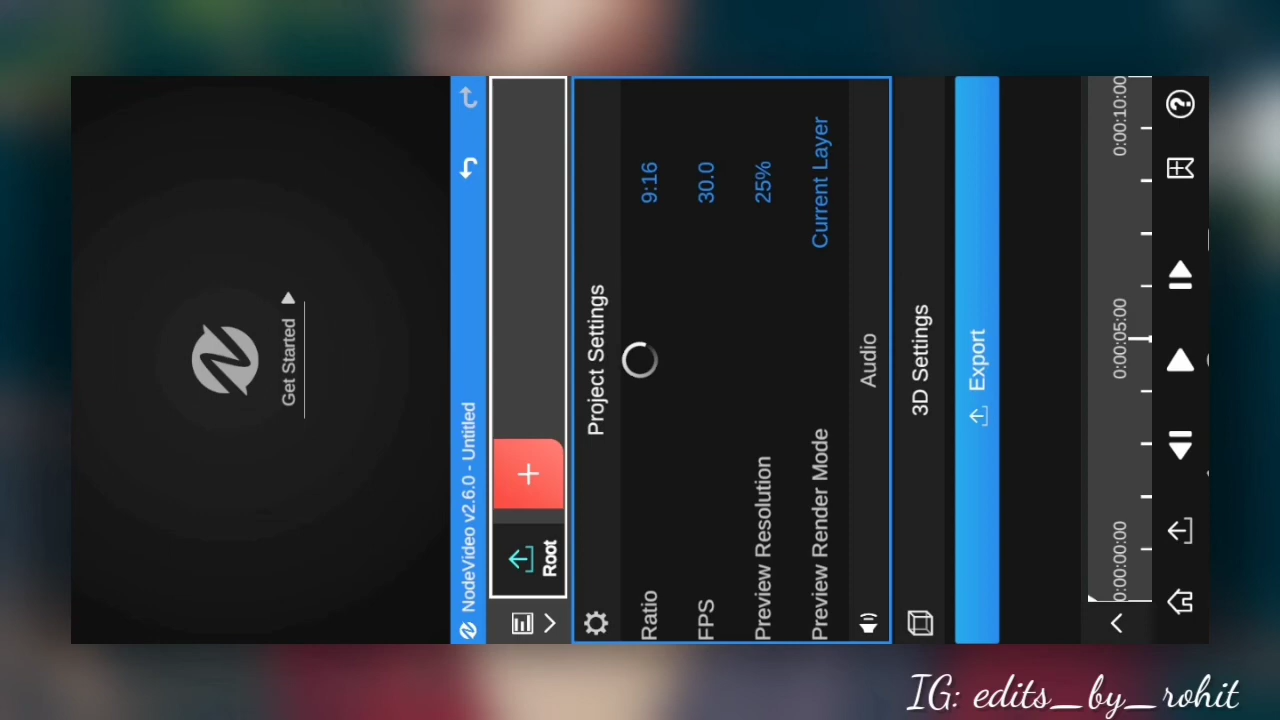 Get Started
NodeVideo v2.6.0 - Untitled
Root
Project Settings
Ratio 9:16
FPS 30.0
Preview Resolution 25%
Preview Render Mode Current Layer
Audio
3D Settings
Export
0:00:00:00 0:00:05:00 0:00:10:00
IG: edits_by_rohit